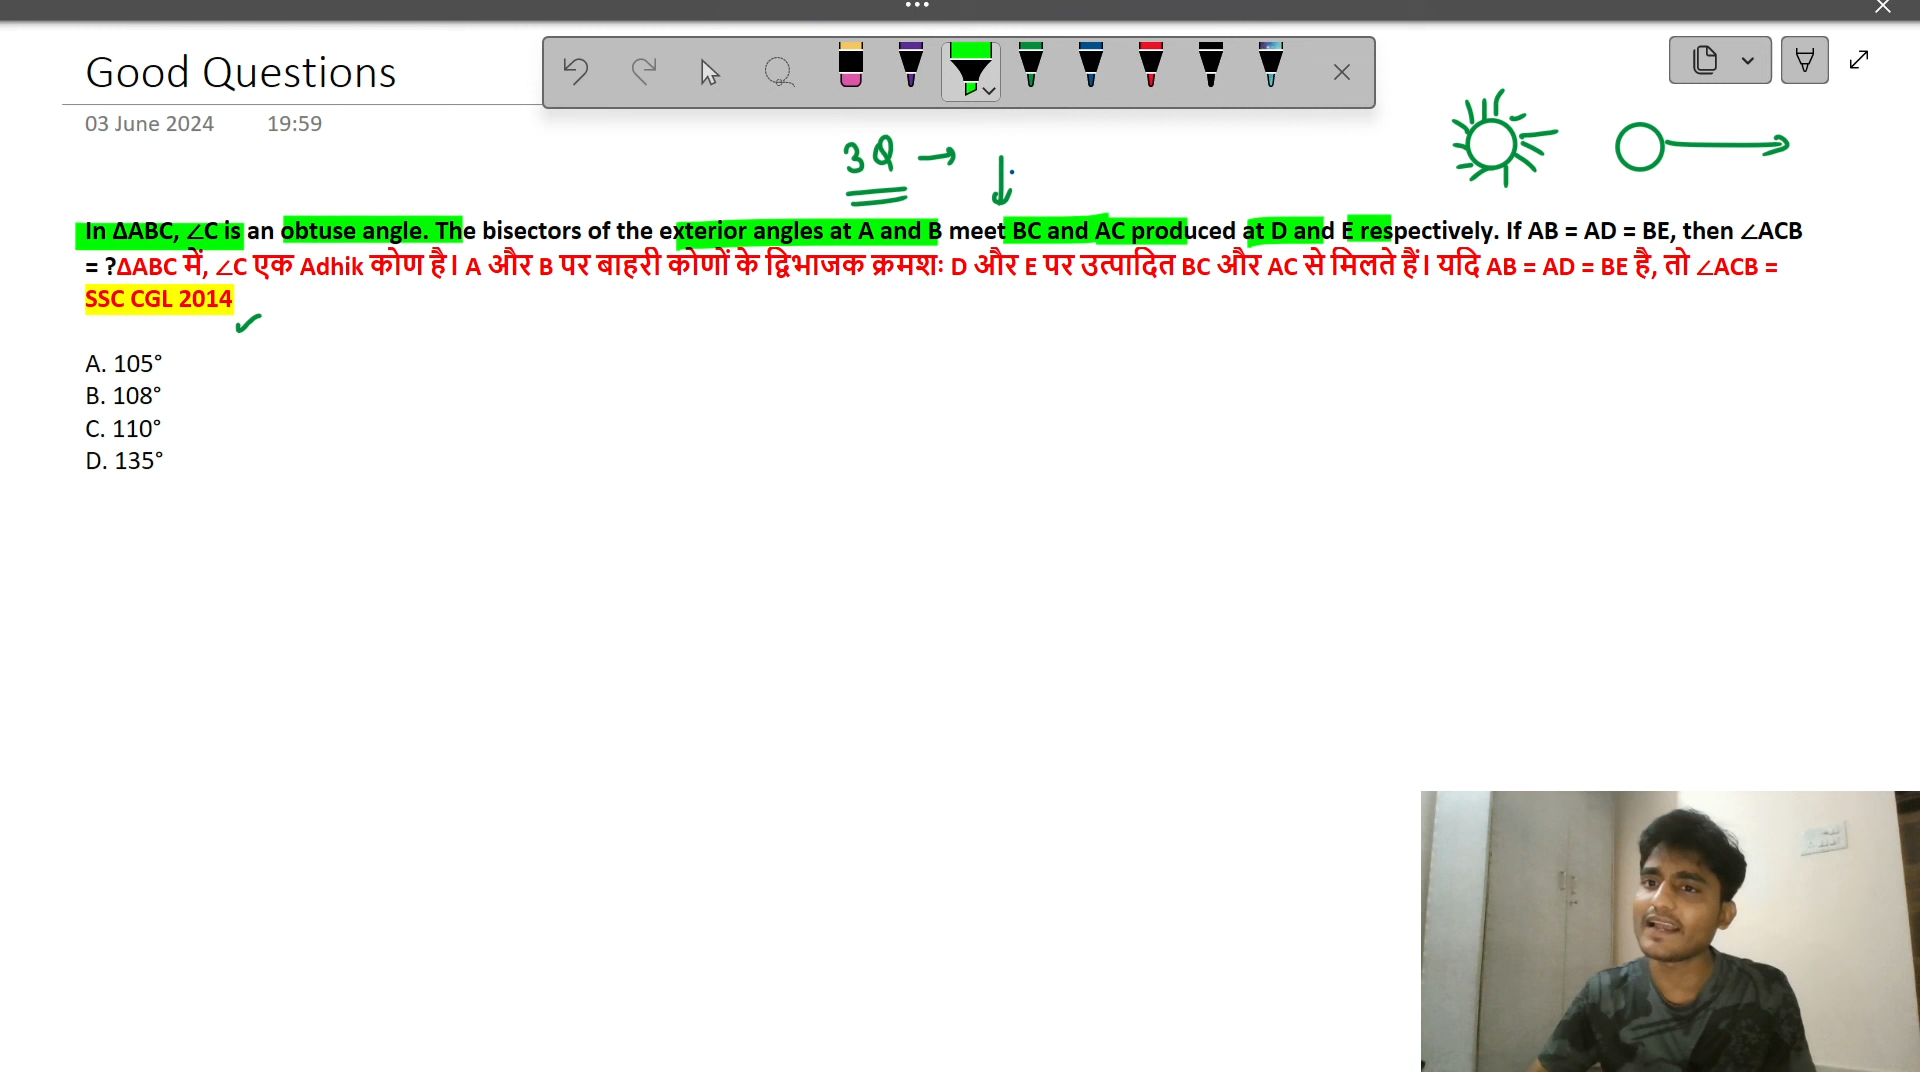 Good Questions
03 June 2024 19:59
3Q →
In ΔABC, ∠C is an obtuse angle. The bisectors of the exterior angles at A and B meet BC and AC produced at D and E respectively. If AB = AD = BE, then ∠ACB
= ?ΔABC में, ∠C एक Adhik कोण है। A और B पर बाहरी कोणों के द्विभाजक क्रमशः D और E पर उत्पादित BC और AC से मिलते हैं। यदि AB = AD = BE है, तो ∠ACB =
SSC CGL 2014
A. 105°
B. 108°
C. 110°
D. 135°